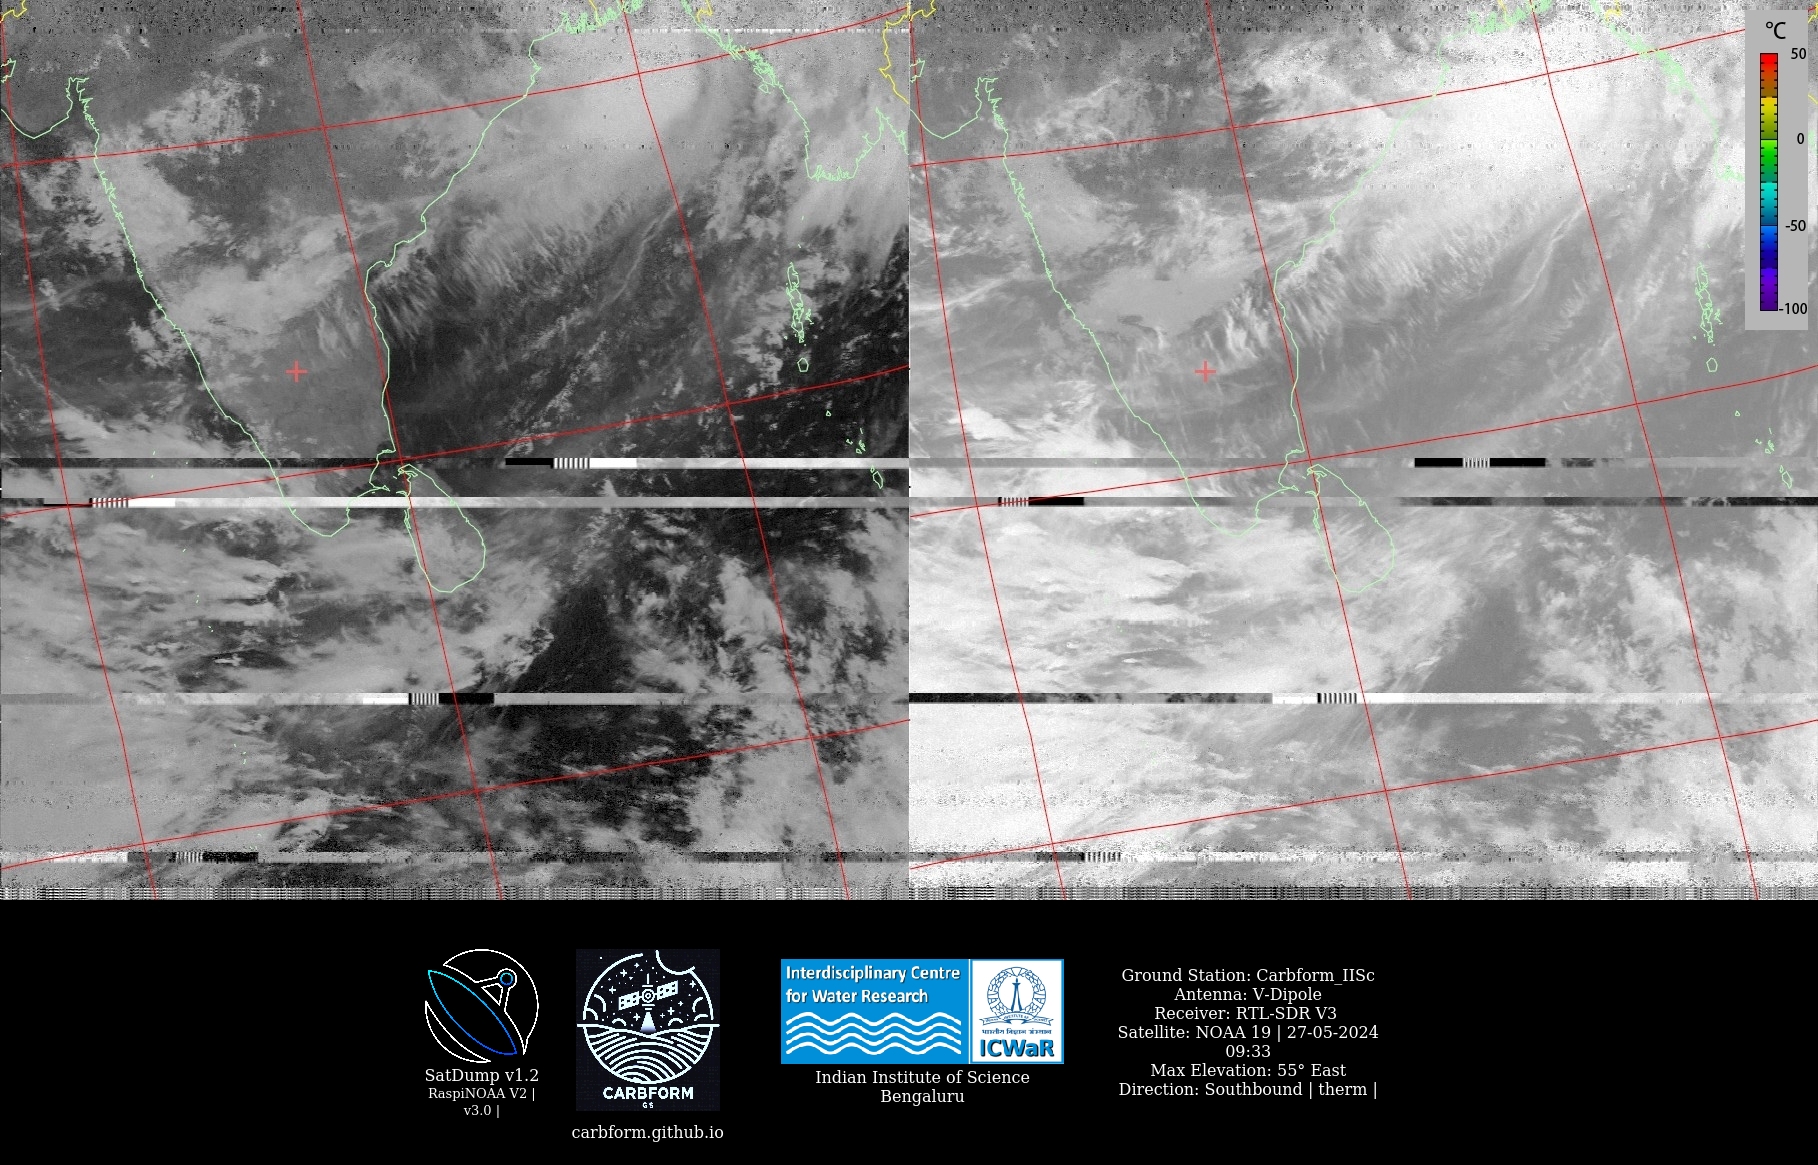 °C
50
0
-50
-100
SatDump v1.2
RaspiNOAA V2 |
v3.0 |
CARBFORM
GS
carbform.github.io
Interdisciplinary Centre
for Water Research
भारतीय विज्ञान संस्थान
ICWaR
Indian Institute of Science
Bengaluru
Ground Station: Carbform_IISc
Antenna: V-Dipole
Receiver: RTL-SDR V3
Satellite: NOAA 19 | 27-05-2024
09:33
Max Elevation: 55° East
Direction: Southbound | therm |